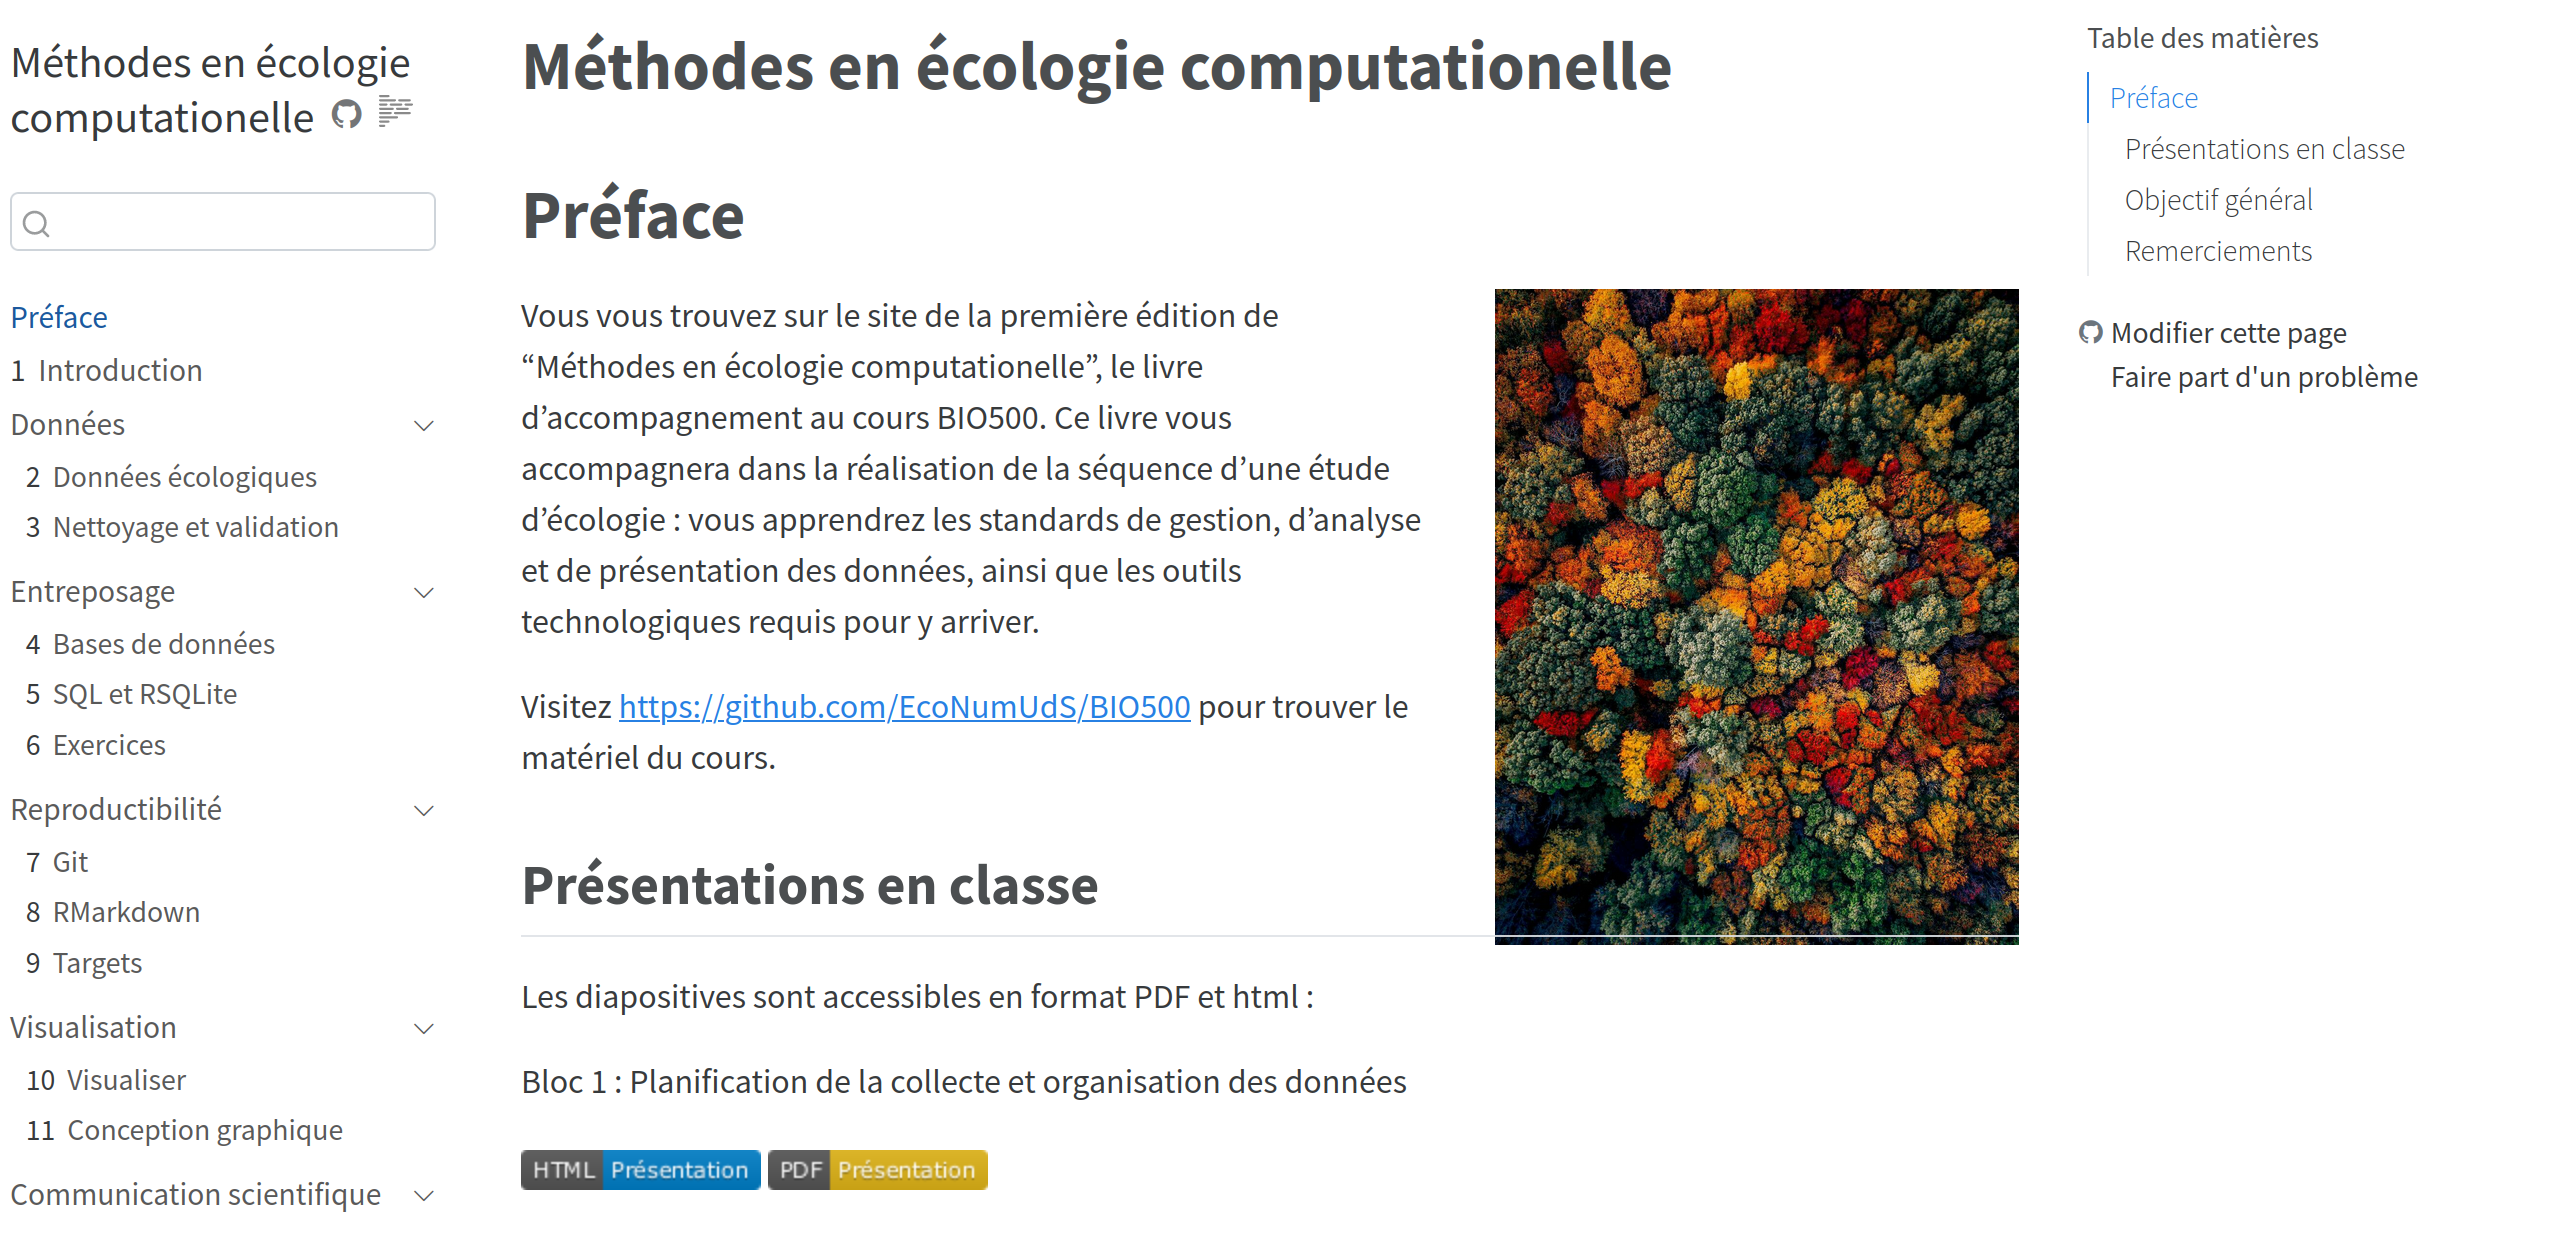 Méthodes en écologie
computationelle
Préface
1 Introduction
Données
2 Données écologiques
3 Nettoyage et validation
Entreposage
4 Bases de données
5 SQL et RSQLite
6 Exercices
Reproductibilité
7 Git
8 RMarkdown
9 Targets
Visualisation
10 Visualiser
11 Conception graphique
Communication scientifique
Méthodes en écologie computationelle
Préface
Vous vous trouvez sur le site de la première édition de
“Méthodes en écologie computationelle”, le livre
d’accompagnement au cours BIO500. Ce livre vous
accompagnera dans la réalisation de la séquence d’une étude
d’écologie : vous apprendrez les standards de gestion, d’analyse
et de présentation des données, ainsi que les outils
technologiques requis pour y arriver.
Visitez https://github.com/EcoNumUdS/BIO500 pour trouver le
matériel du cours.
Présentations en classe
Les diapositives sont accessibles en format PDF et html :
Bloc 1 : Planification de la collecte et organisation des données
HTML Présentation PDF Présentation
Table des matières
Préface
Présentations en classe
Objectif général
Remerciements
Modifier cette page
Faire part d'un problème